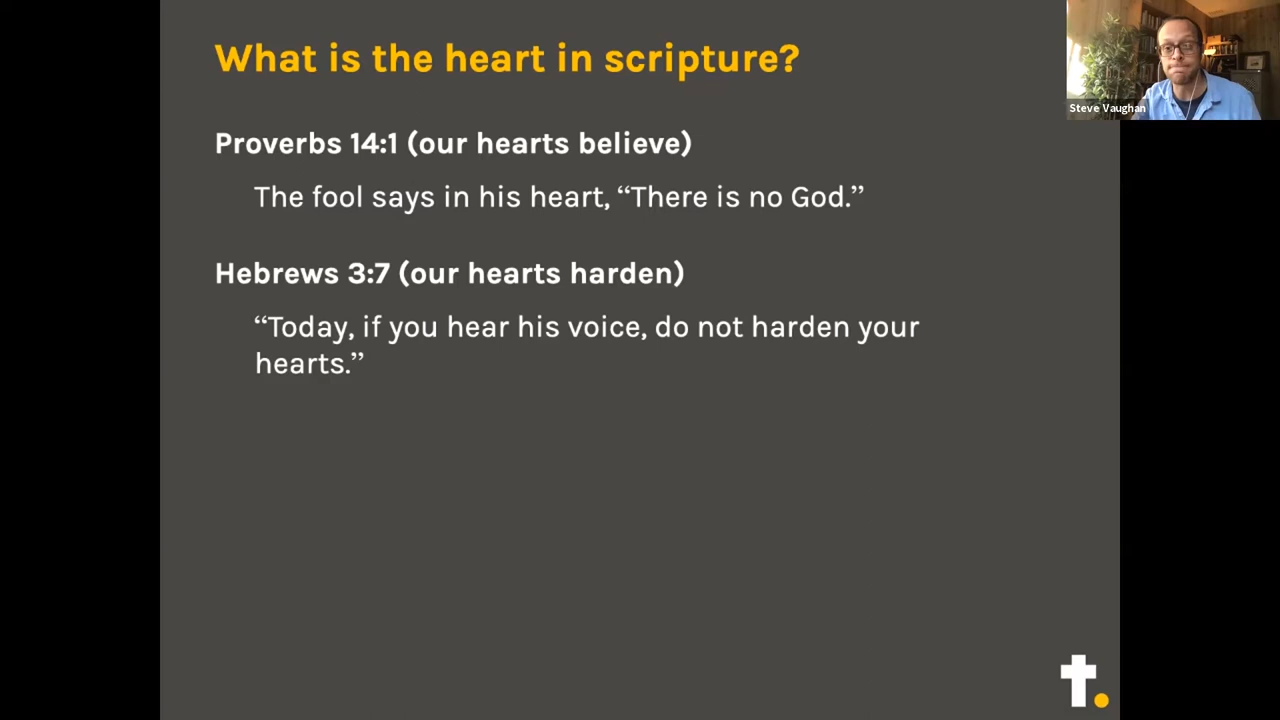 What is the heart in scripture?
Steve Vaughan
Proverbs 14:1 (our hearts believe)
The fool says in his heart, “There is no God.”
Hebrews 3:7 (our hearts harden)
“Today, if you hear his voice, do not harden your
hearts.”